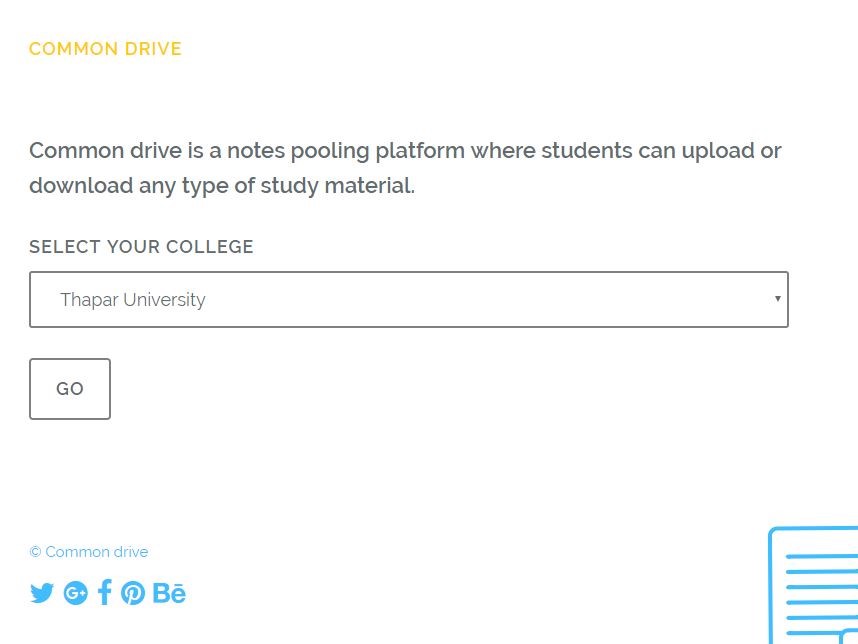 COMMON DRIVE
Common drive is a notes pooling platform where students can upload or
download any type of study material.
SELECT YOUR COLLEGE
Thapar University
GO
© Common drive
G+ f Bē